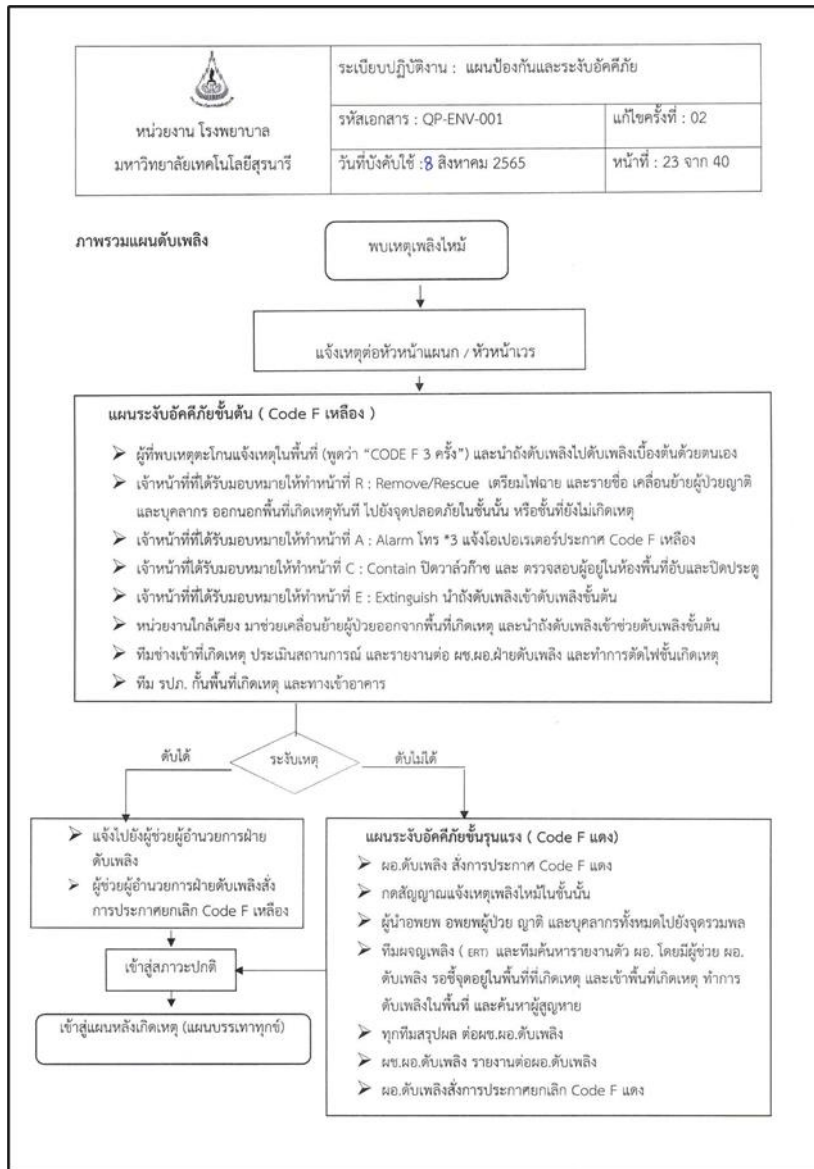 ระเบียบปฏิบัติงาน : แผนป้องกันและระงับอัคคีภัย
หน่วยงาน โรงพยาบาล
มหาวิทยาลัยเทคโนโลยีสุรนารี
รหัสเอกสาร : QP-ENV-001
แก้ไขครั้งที่ : 02
วันที่บังคับใช้ :8 สิงหาคม 2565
หน้าที่ : 23 จาก 40
ภาพรวมแผนดับเพลิง
พบเหตุเพลิงไหม้
แจ้งเหตุต่อหัวหน้าแผนก / หัวหน้าเวร
แผนระงับอัคคีภัยขั้นต้น ( Code F เหลือง )
➢ ผู้ที่พบเหตุตะโกนแจ้งเหตุในพื้นที่ (พูดว่า “CODE F 3 ครั้ง”) และนำถังดับเพลิงไปดับเพลิงเบื้องต้นด้วยตนเอง
➢ เจ้าหน้าที่ที่ได้รับมอบหมายให้ทำหน้าที่ R : Remove/Rescue เตรียมไฟฉาย และรายชื่อ เคลื่อนย้ายผู้ป่วยญาติ
และบุคลากร ออกนอกพื้นที่เกิดเหตุทันที ไปยังจุดปลอดภัยในชั้นนั้น หรือชั้นที่ยังไม่เกิดเหตุ
➢ เจ้าหน้าที่ที่ได้รับมอบหมายให้ทำหน้าที่ A : Alarm โทร *3 แจ้งโอเปอเรเตอร์ประกาศ Code F เหลือง
➢ เจ้าหน้าที่ได้รับมอบหมายให้ทำหน้าที่ C : Contain ปิดวาล์วก๊าซ และ ตรวจสอบผู้อยู่ในห้องพื้นที่อับและปิดประตู
➢ เจ้าหน้าที่ที่ได้รับมอบหมายให้ทำหน้าที่ E : Extinguish นำถังดับเพลิงเข้าดับเพลิงขั้นต้น
➢ หน่วยงานใกล้เคียง มาช่วยเคลื่อนย้ายผู้ป่วยออกจากพื้นที่เกิดเหตุ และนำถังดับเพลิงเข้าช่วยดับเพลิงขั้นต้น
➢ ทีมช่างเข้าที่เกิดเหตุ ประเมินสถานการณ์ และรายงานต่อ ผช.ผอ.ฝ่ายดับเพลิง และทำการตัดไฟชั้นเกิดเหตุ
➢ ทีม รปภ. กั้นพื้นที่เกิดเหตุ และทางเข้าอาคาร
ดับได้
ระงับเหตุ
ดับไม่ได้
➢ แจ้งไปยังผู้ช่วยผู้อำนวยการฝ่าย
ดับเพลิง
➢ ผู้ช่วยผู้อำนวยการฝ่ายดับเพลิงสั่ง
การประกาศยกเลิก Code F เหลือง
เข้าสู่สภาวะปกติ
เข้าสู่แผนหลังเกิดเหตุ (แผนบรรเทาทุกข์)
แผนระงับอัคคีภัยขั้นรุนแรง ( Code F แดง)
➢ ผอ.ดับเพลิง สั่งการประกาศ Code F แดง
➢ กดสัญญาณแจ้งเหตุเพลิงไหม้ในชั้นนั้น
➢ ผู้นำอพยพ อพยพผู้ป่วย ญาติ และบุคลากรทั้งหมดไปยังจุดรวมพล
➢ ทีมผจญเพลิง ( ERT) และทีมค้นหารายงานตัว ผอ. โดยมีผู้ช่วย ผอ.
ดับเพลิง รอชี้จุดอยู่ในพื้นที่ที่เกิดเหตุ และเข้าพื้นที่เกิดเหตุ ทำการ
ดับเพลิงในพื้นที่ และค้นหาผู้สูญหาย
➢ ทุกทีมสรุปผล ต่อผช.ผอ.ดับเพลิง
➢ ผช.ผอ.ดับเพลิง รายงานต่อผอ.ดับเพลิง
➢ ผอ.ดับเพลิงสั่งการประกาศยกเลิก Code F แดง